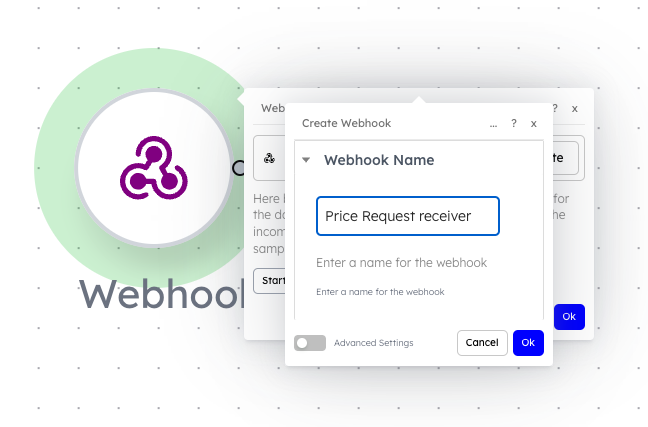 Web
? x
Create Webhook
... ? x
Webhook Name
te
Price Request receiver
Here
for
the do
he
incom
samp
Enter a name for the webhook
Start
Enter a name for the webhook
Webhook
Ok
Advanced Settings
Cancel
Ok